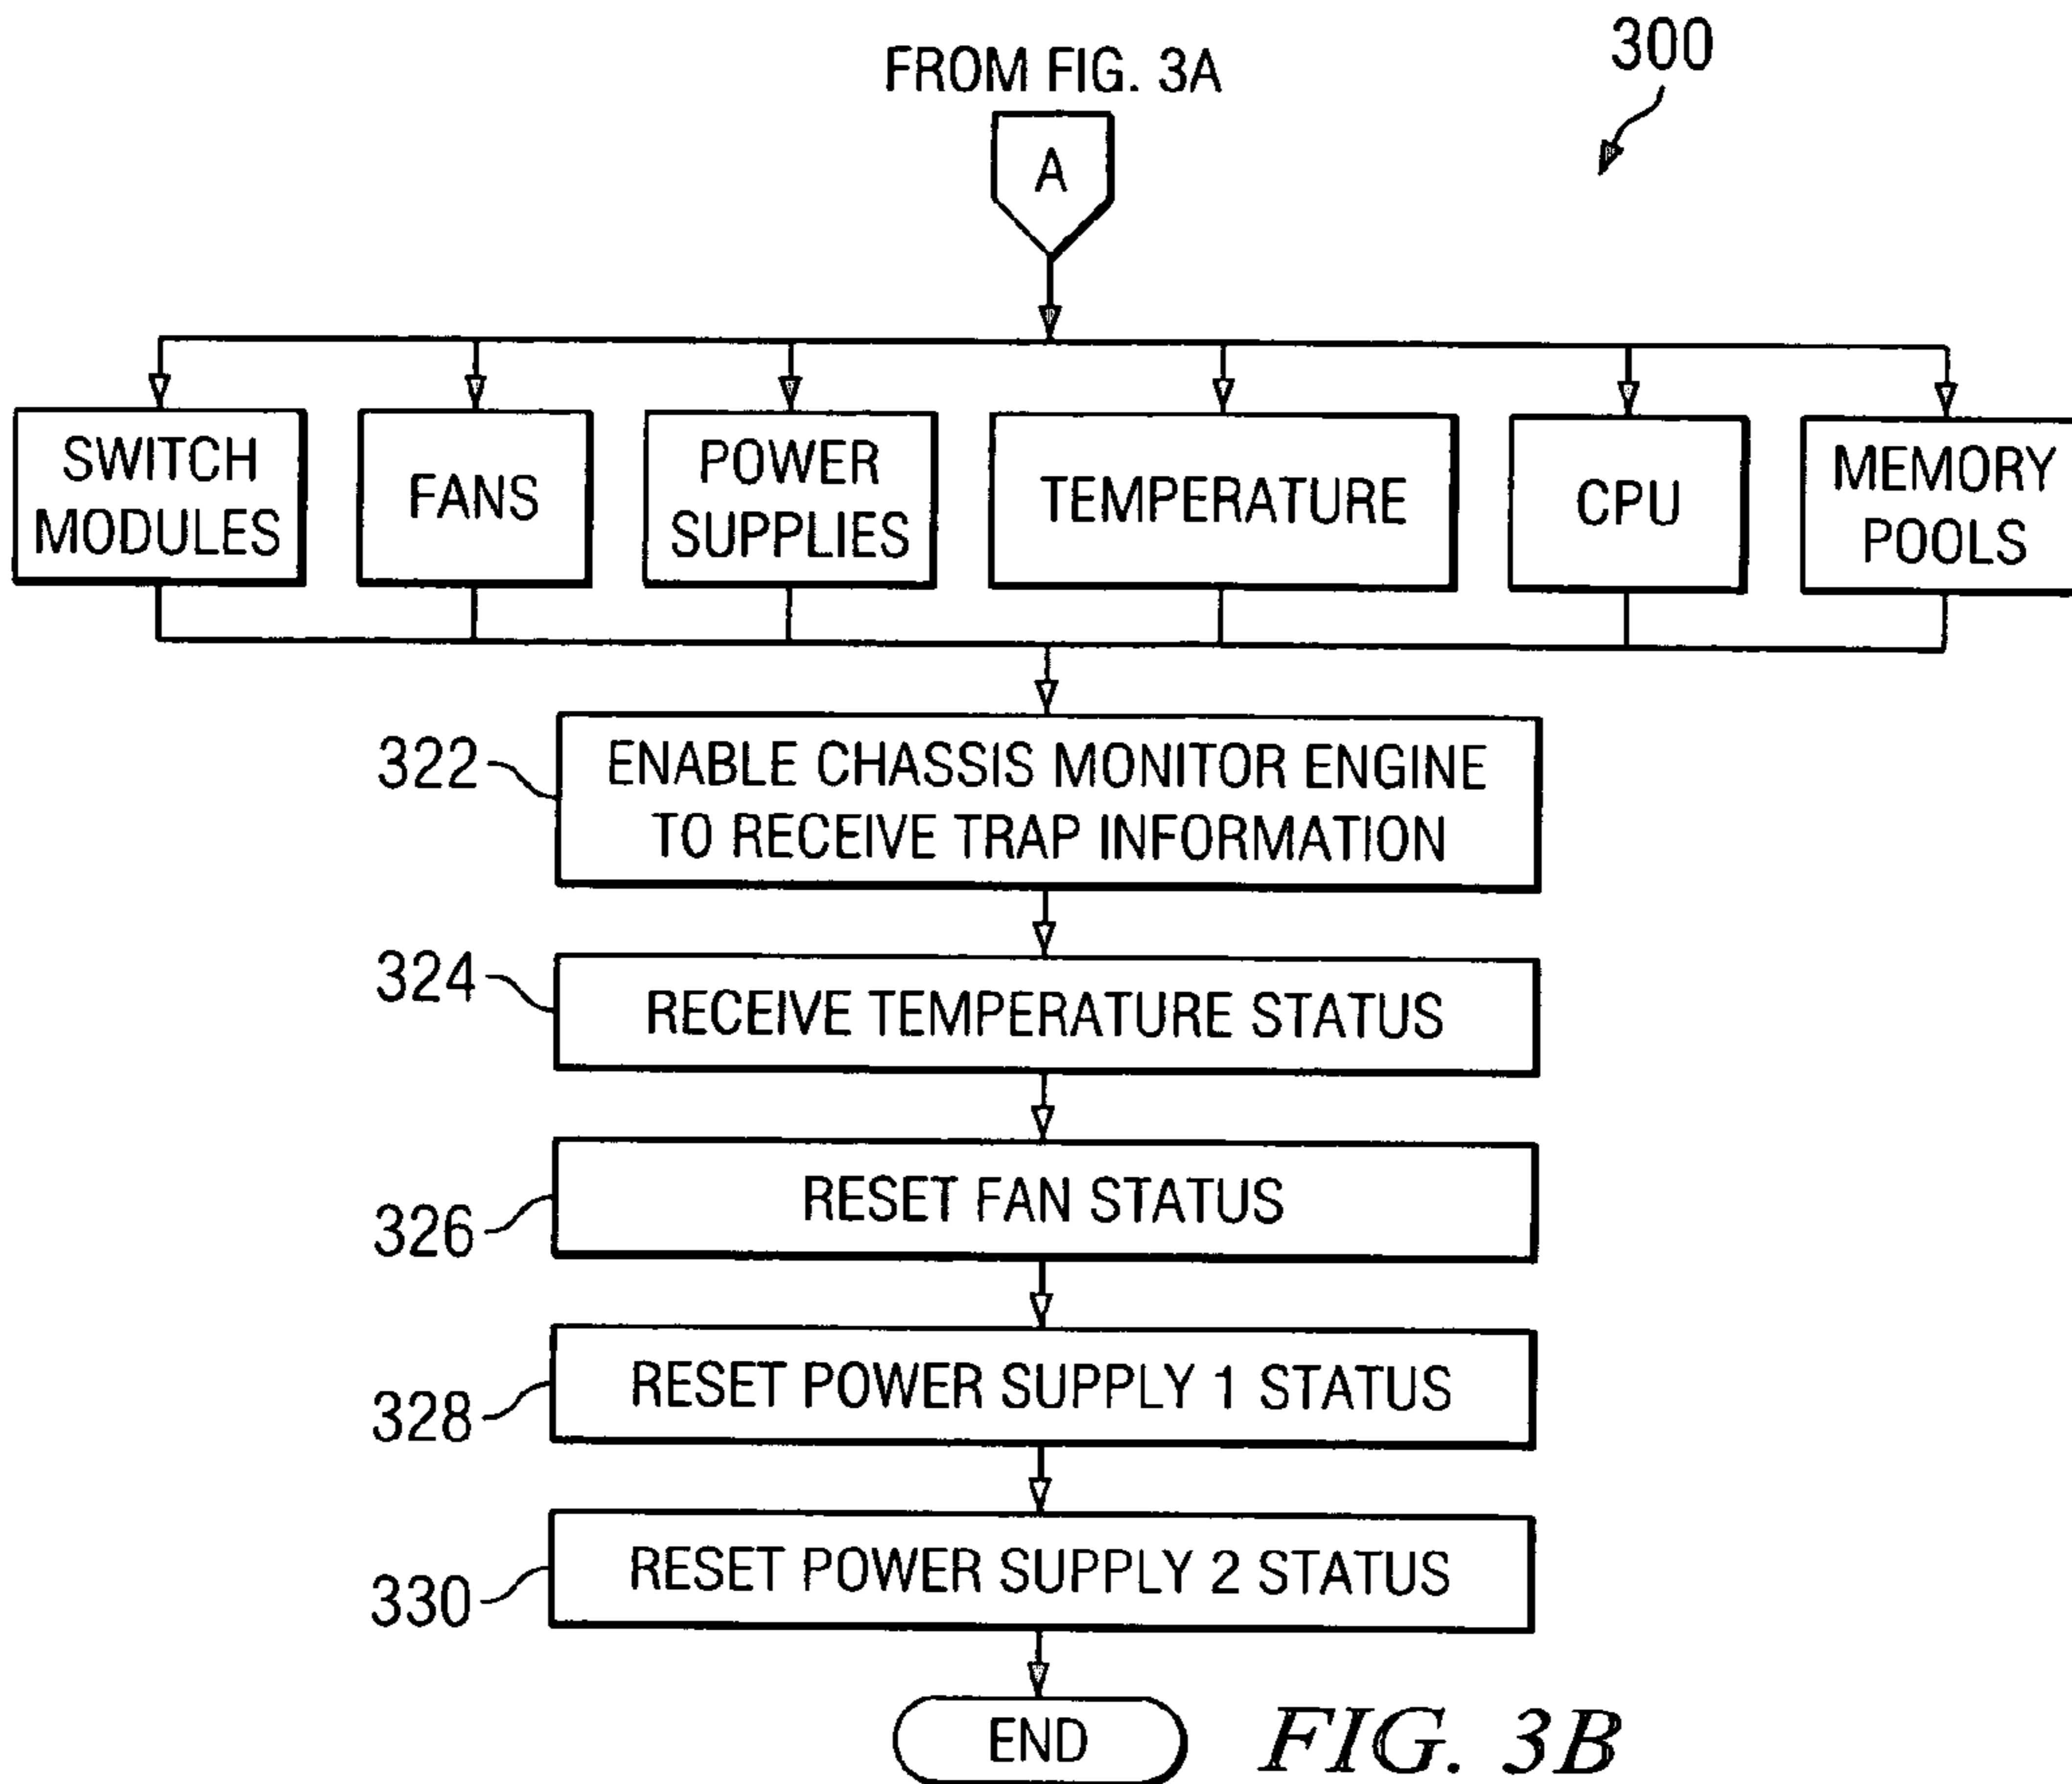 FROM FIG. 3A
300
A
SWITCH
MODULES
FANS
POWER
SUPPLIES
TEMPERATURE
CPU
MEMORY
POOLS
322
ENABLE CHASSIS MONITOR ENGINE
TO RECEIVE TRAP INFORMATION
324
RECEIVE TEMPERATURE STATUS
326
RESET FAN STATUS
328
RESET POWER SUPPLY 1 STATUS
330
RESET POWER SUPPLY 2 STATUS
END
FIG. 3B